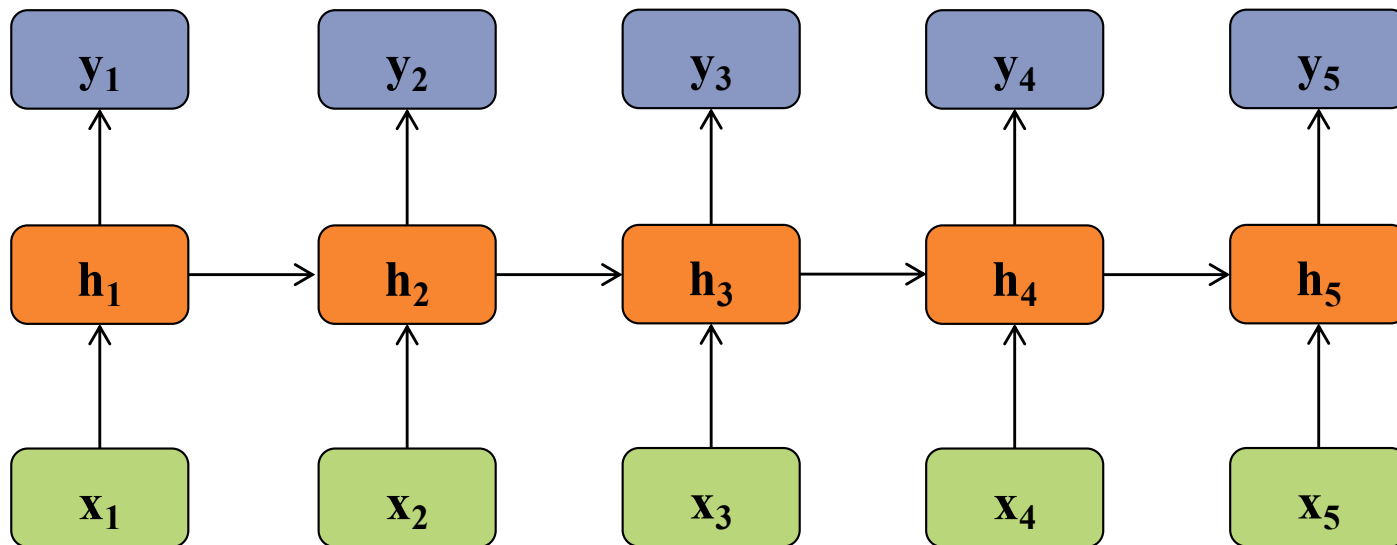 y₁ y₂ y₃ y₄ y₅
h₁ h₂ h₃ h₄ h₅
x₁ x₂ x₃ x₄ x₅